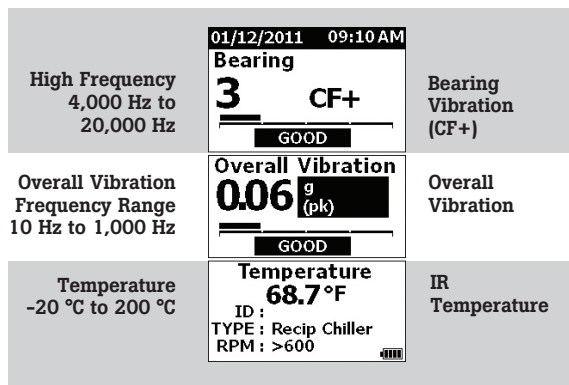 High Frequency
4,000 Hz to
20,000 Hz
01/12/2011 09:10 AM
Bearing
3 CF+
GOOD
Bearing
Vibration
(CF+)
Overall Vibration
Frequency Range
10 Hz to 1,000 Hz
Overall Vibration
0.06 g
(pk)
GOOD
Overall
Vibration
Temperature
–20 °C to 200 °C
Temperature
68.7°F
ID :
TYPE : Recip Chiller
RPM : >600
IR
Temperature